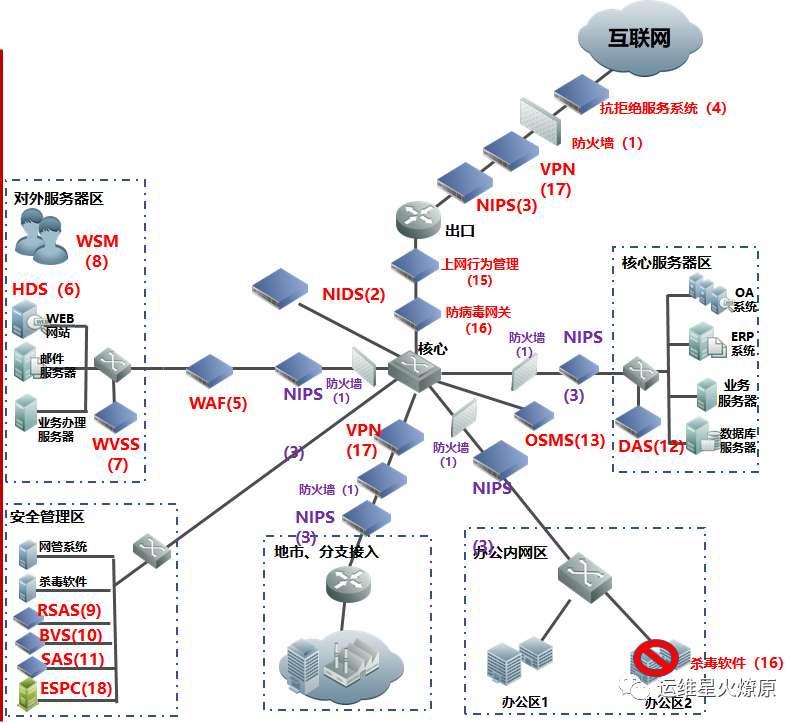 互联网
抗拒绝服务系统（4）
防火墙（1）
VPN
(17)
NIPS(3)
出口
上网行为管理
（15）
防病毒网关
（16）
NIDS(2)
核心
对外服务器区
WSM
（8）
HDS（6）
WEB
网站
邮件
服务器
业务办理
服务器
WVSS
(7)
WAF(5)
NIPS
(3)
防火墙
（1）
防火墙
（1）
NIPS
(3)
核心服务器区
OA
系统
ERP
系统
业务
服务器
数据库
服务器
DAS(12)
OSMS(13)
防火墙
（1）
NIPS
(3)
VPN
(17)
防火墙（1）
NIPS
(3)
安全管理区
网管系统
杀毒软件
RSAS(9)
BVS(10)
SAS(11)
ESPC(18)
地市、分支接入
办公内网区
办公区1
办公区2
杀毒软件（16）
运维星火燎原